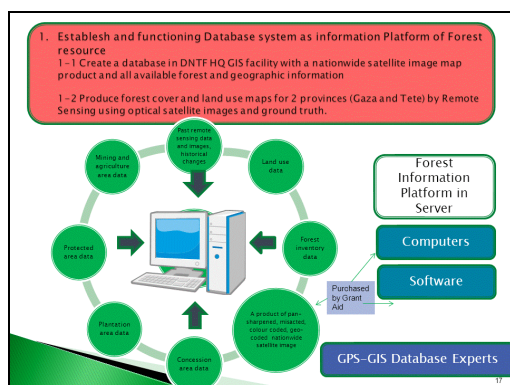 1. Establesh and functioning Database system as information Platform of Forest
resource
1-1 Create a database in DNTF HQ GIS facility with a nationwide satellite image map
product and all available forest and geographic information
1-2 Produce forest cover and land use maps for 2 provinces (Gaza and Tete) by Remote
Sensing using optical satellite images and ground truth.
Past remote
sensing data
and images,
historical
changes
Mining and
agriculture
area data
Land use
data
Forest
Information
Platform in
Server
Protected
area data
Forest
inventory
data
Computers
Software
Purchased
by Grant
Aid
A product of pan-
sharpened, misacted,
colour coded, geo-
coded nationwide
satellite image
Plantation
area data
Concession
area data
GPS-GIS Database Experts
17